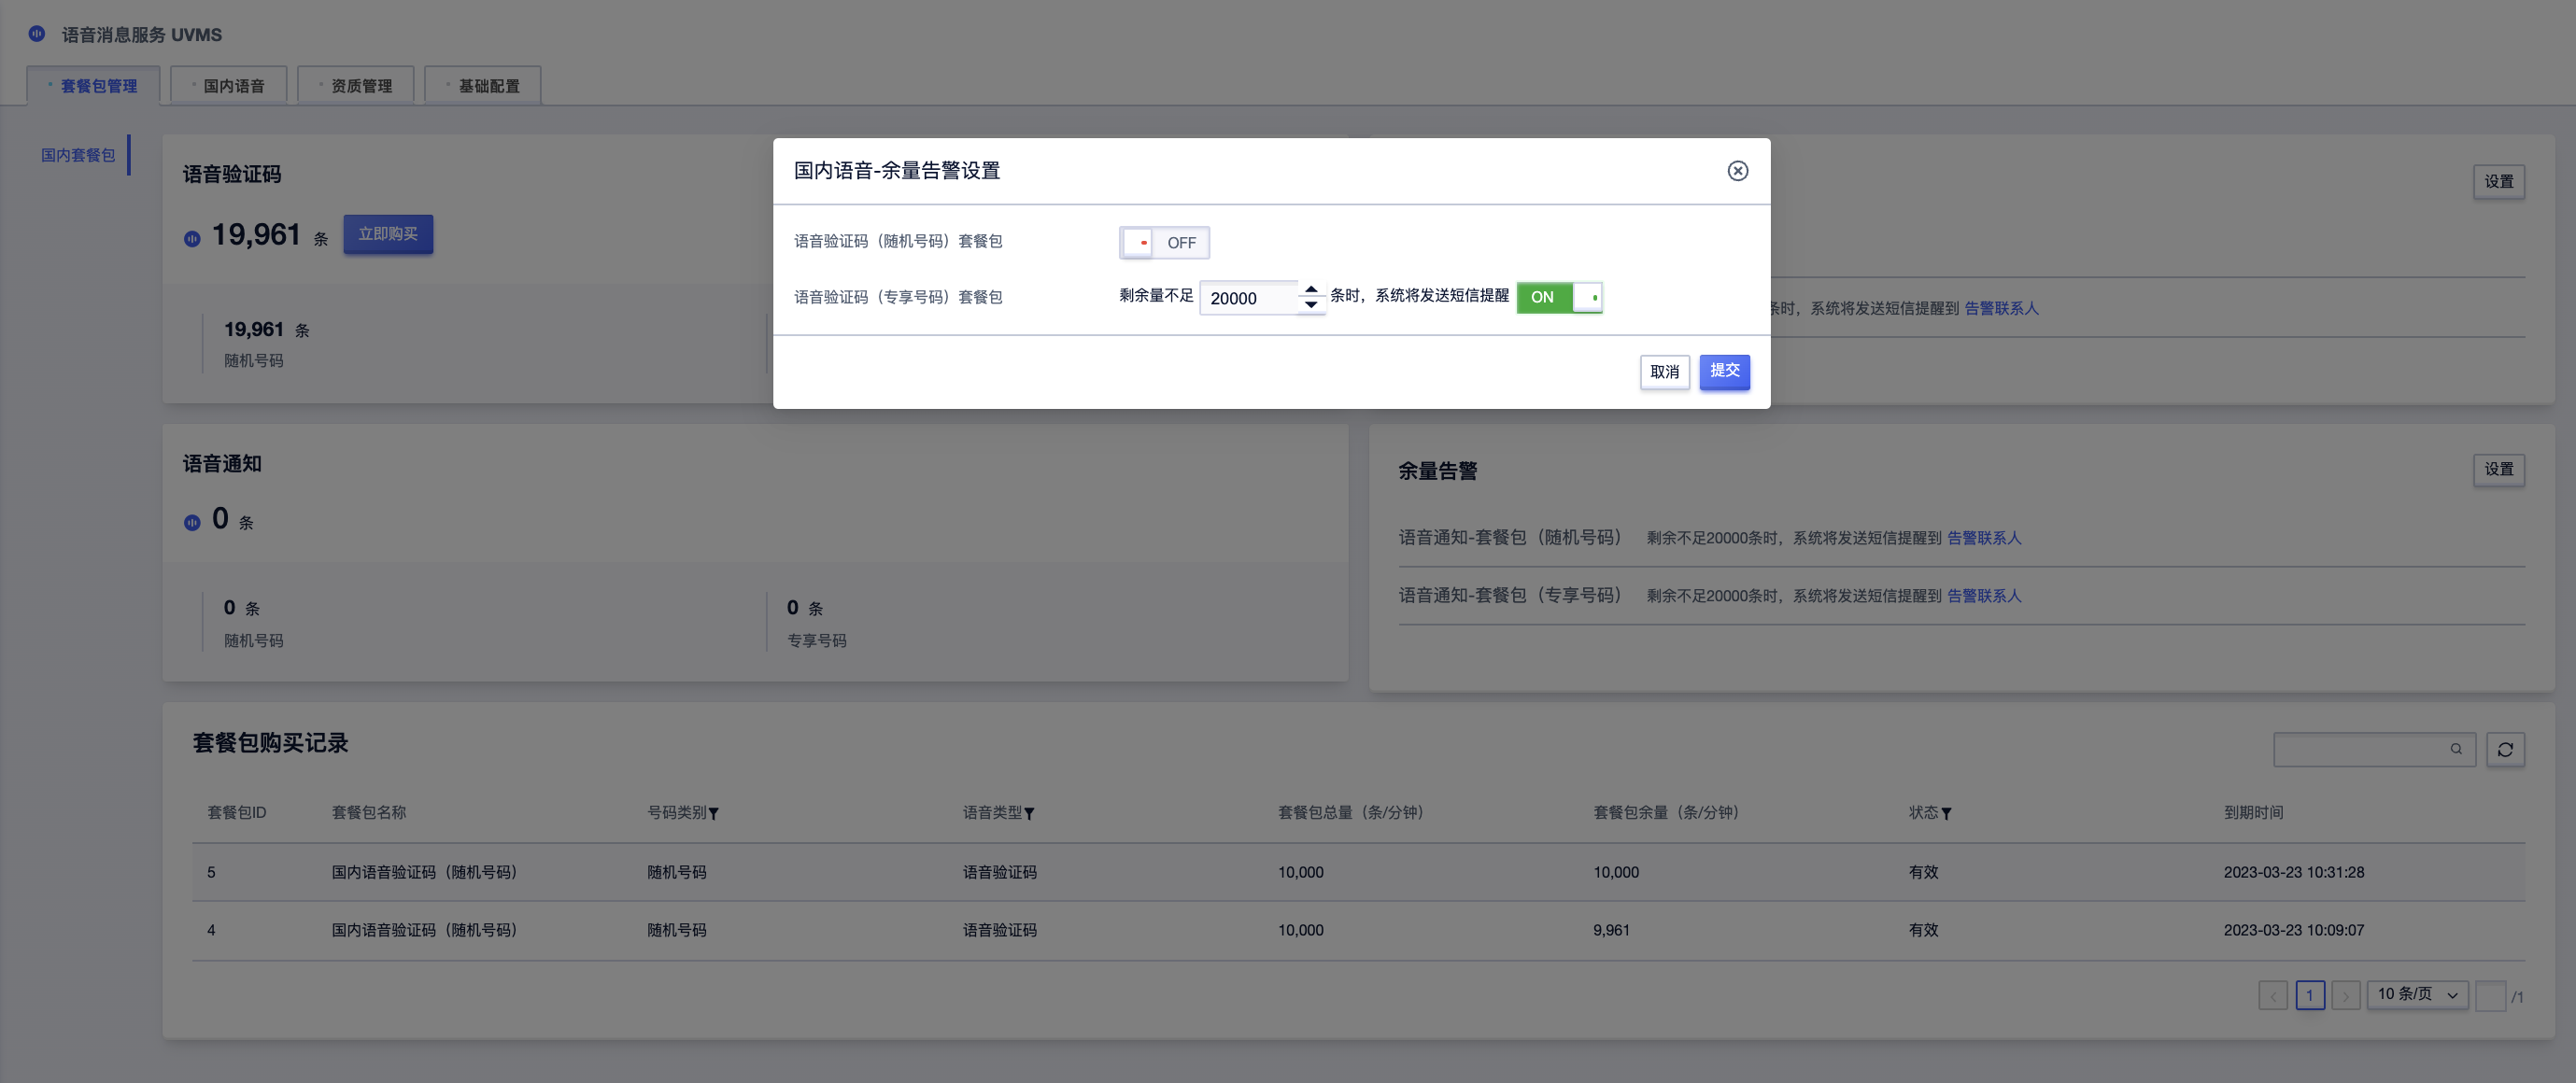 语音消息服务 UVMS
套餐包管理
国内语音
资质管理
基础配置
国内套餐包
语音验证码
19,961 条
立即购买
19,961 条
随机号码
设置
条时，系统将发送短信提醒到 告警联系人
国内语音-余量告警设置
语音验证码（随机号码）套餐包
OFF
语音验证码（专享号码）套餐包
剩余量不足 20000 条时，系统将发送短信提醒 ON
取消
提交
语音通知
0 条
0 条
随机号码
0 条
专享号码
余量告警
设置
语音通知-套餐包（随机号码） 剩余不足20000条时，系统将发送短信提醒到 告警联系人
语音通知-套餐包（专享号码） 剩余不足20000条时，系统将发送短信提醒到 告警联系人
套餐包购买记录
套餐包ID 套餐包名称 号码类别 语音类型 套餐包总量（条/分钟） 套餐包余量（条/分钟） 状态 到期时间
5 国内语音验证码（随机号码） 随机号码 语音验证码 10,000 10,000 有效 2023-03-23 10:31:28
4 国内语音验证码（随机号码） 随机号码 语音验证码 10,000 9,961 有效 2023-03-23 10:09:07
1 10 条/页 /1